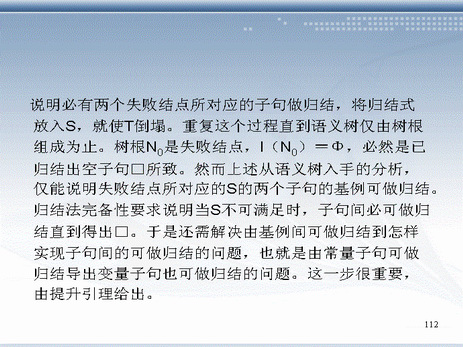 说明必有两个失败结点所对应的子句做归结，将归结式
放入S，就使T倒塌。重复这个过程直到语义树仅由树根
组成为止。树根N₀是失败结点，I（N₀）＝Φ，必然是已
归结出空子句□所致。然而上述从语义树入手的分析，
仅能说明失败结点所对应的S的两个子句的基例可做归结。
归结法完备性要求说明当S不可满足时，子句间必可做归
结直到得出□。于是还需解决由基例间可做归结到怎样
实现子句间的可做归结的问题，也就是由常量子句可做
归结导出变量子句也可做归结的问题。这一步很重要，
由提升引理给出。
112